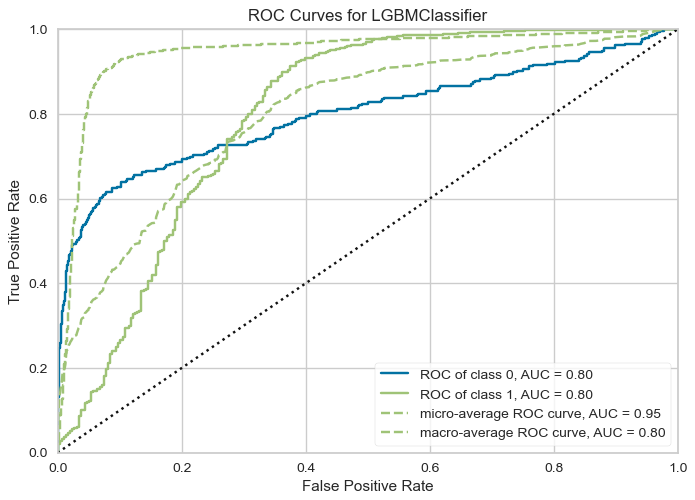 ROC Curves for LGBMClassifier
1.0
0.8
0.6
0.4
0.2
0.0
True Positive Rate
0.0 0.2 0.4 0.6 0.8 1.0
False Positive Rate
ROC of class 0, AUC = 0.80
ROC of class 1, AUC = 0.80
micro-average ROC curve, AUC = 0.95
macro-average ROC curve, AUC = 0.80